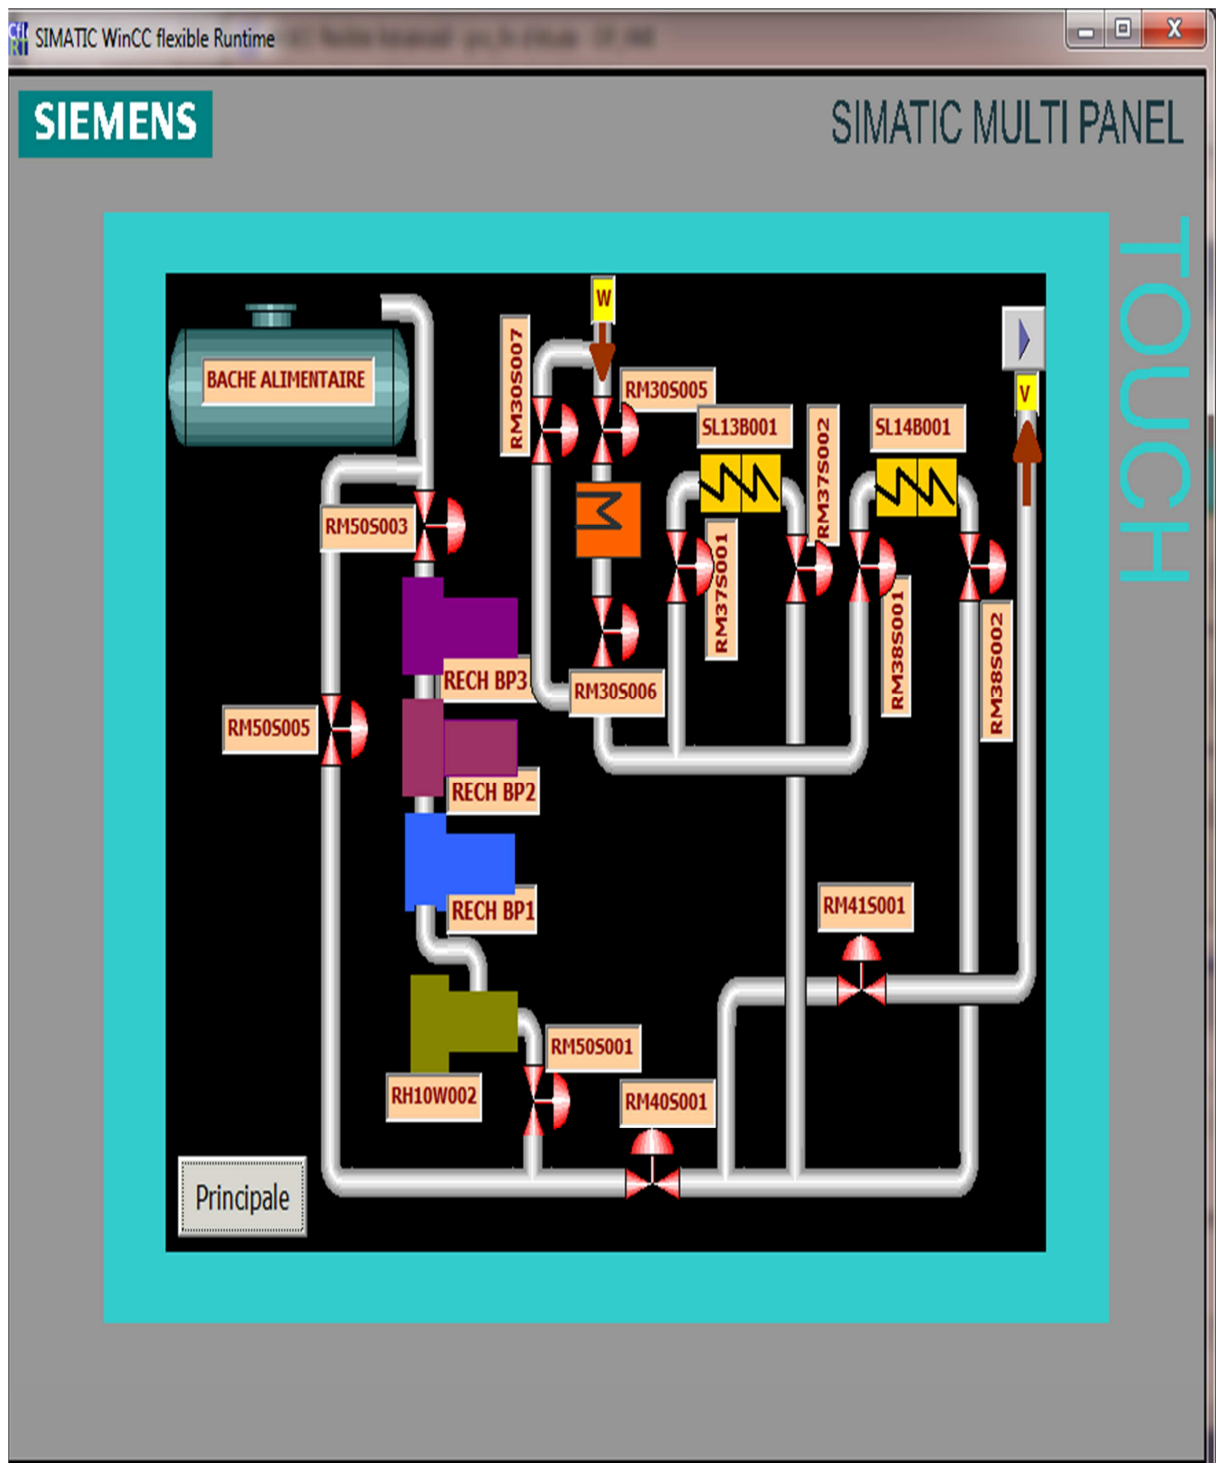 SIMATIC WinCC flexible Runtime
SIEMENS
SIMATIC MULTI PANEL
TOUCH
W
BACHE ALIMENTAIRE
RM30S007
RM30S005
V
SL13B001
RM37S002
SL14B001
RM50S003
RM37S001
RM38S001
RM38S002
RECH BP3
RM30S006
RM50S005
RECH BP2
RECH BP1
RM41S001
RM50S001
RH10W002
RM40S001
Principale